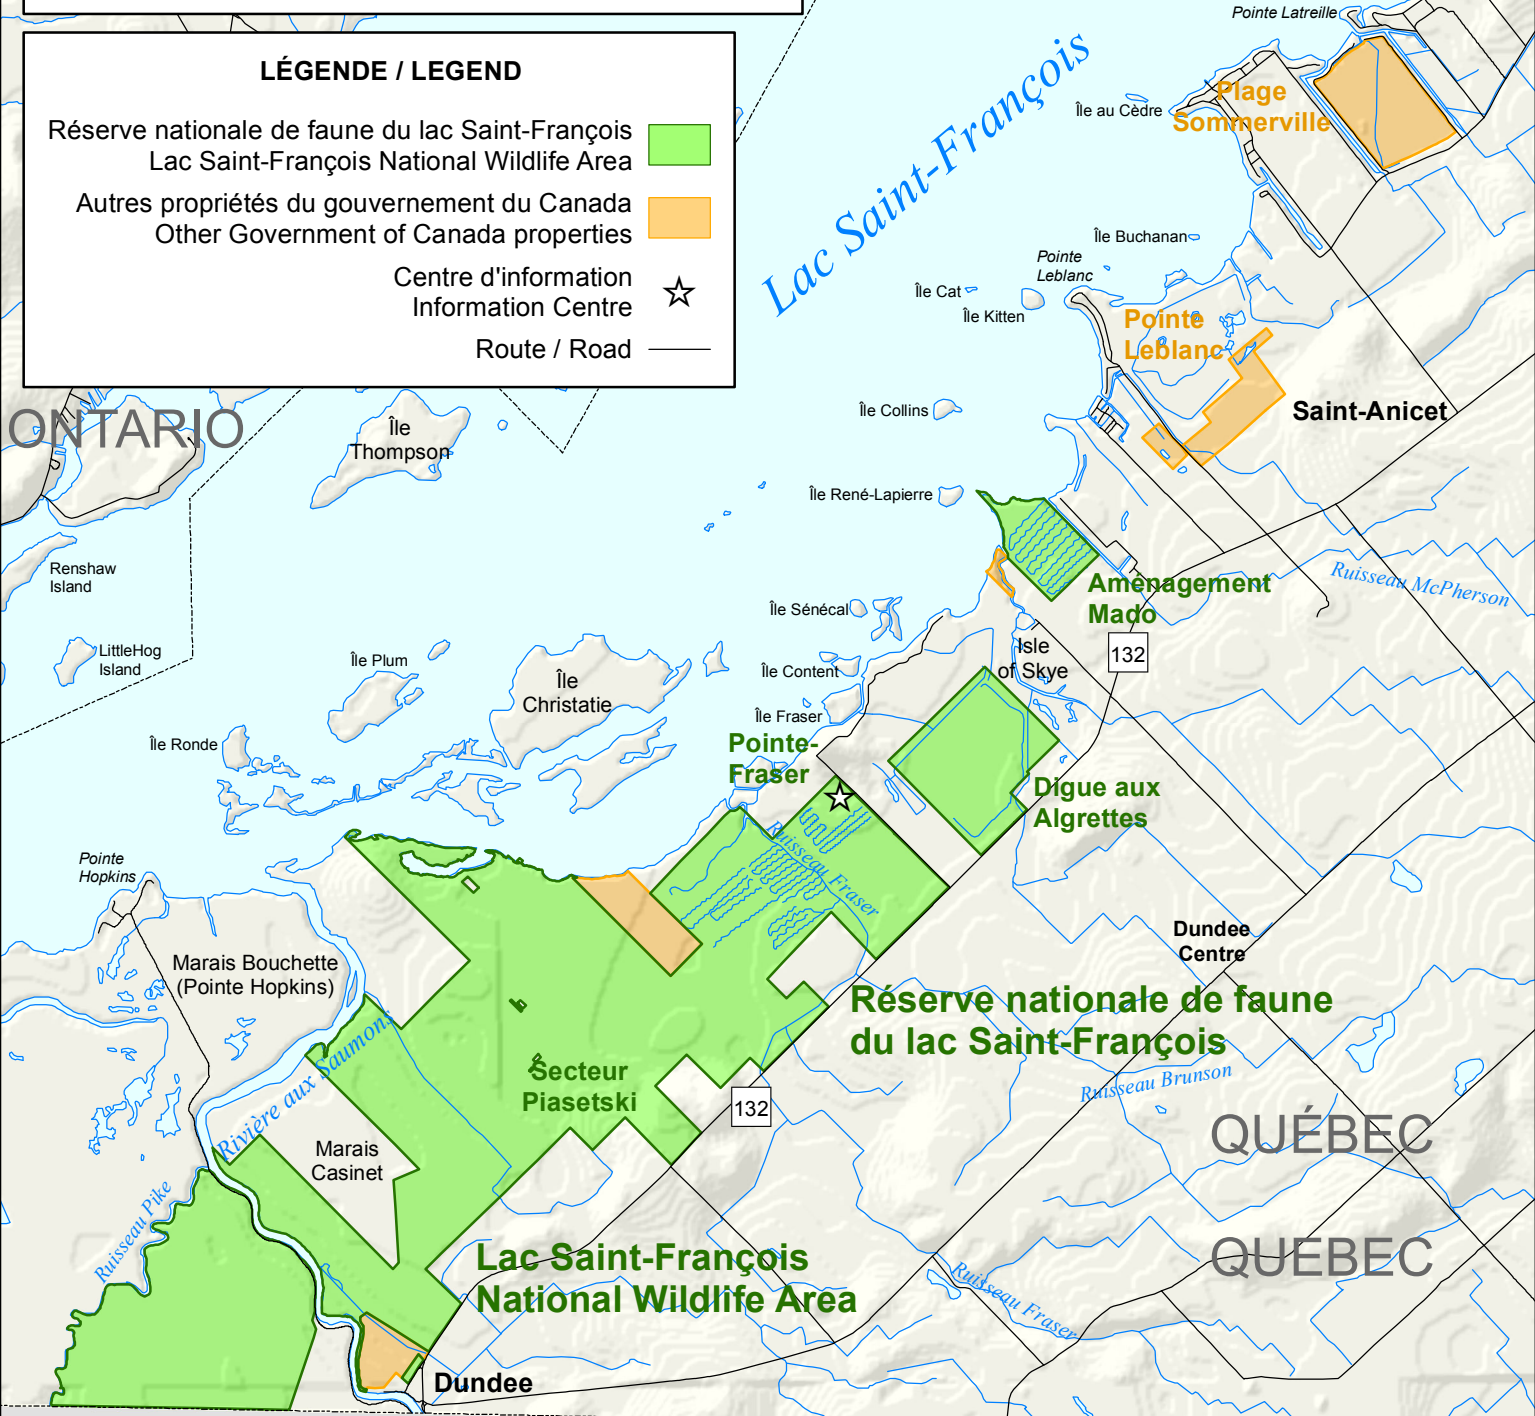 LÉGENDE / LEGEND
Réserve nationale de faune du lac Saint-François
Lac Saint-François National Wildlife Area
Autres propriétés du gouvernement du Canada
Other Government of Canada properties
Centre d'information
Information Centre
Route / Road
Pointe Latreille
Lac Saint-François
Île au Cèdre
Plage
Sommerville
Île Buchanan
Pointe
Leblanc
Île Cat
Île Kitten
Pointe
Leblanc
Saint-Anicet
ONTARIO
Île
Thompson
Île Collins
Île René-Lapierre
Renshaw
Island
Aménagement
Mado
Ruisseau McPherson
Île Sénécal
LittleHog
Island
Île Plum
Île
Christatie
Île Content
Isle
of Skye
132
Île Ronde
Île Fraser
Pointe-
Fraser
Digue aux
Algrettes
Ruisseau Fraser
Pointe
Hopkins
Marais Bouchette
(Pointe Hopkins)
Dundee
Centre
Réserve nationale de faune
du lac Saint-François
Rivière aux Saumons
Secteur
Piasetski
132
Ruisseau Brunson
QUÉBEC
Marais
Casinet
Ruisseau Pike
Lac Saint-François
National Wildlife Area
QUEBEC
Ruisseau Fraser
Dundee